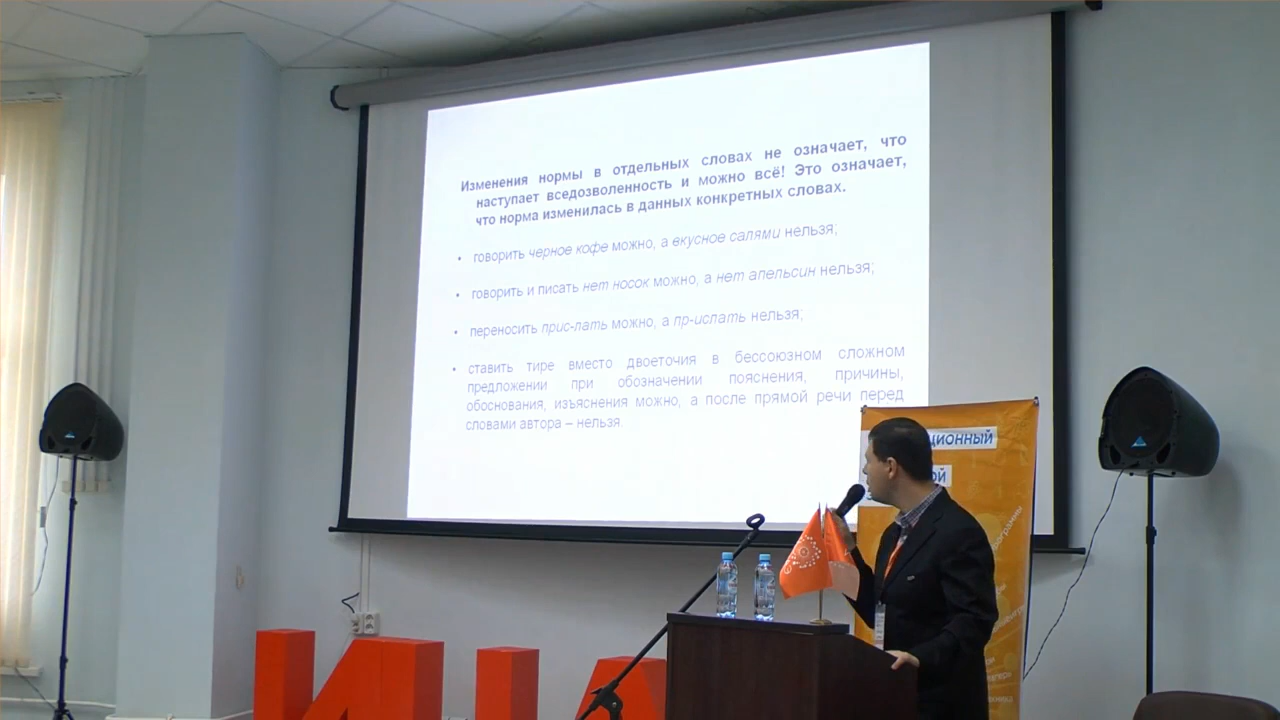 Изменения нормы в отдельных словах не означает, что
наступает вседозволенность и можно всё! Это означает,
что норма изменилась в данных конкретных словах.
• говорить черное кофе можно, а вкусное салями нельзя;
• говорить и писать нет носок можно, а нет апельсин нельзя;
• переносить прис-лать можно, а пр-ислать нельзя;
• ставить тире вместо двоеточия в бессоюзном сложном
предложении при обозначении пояснения, причины,
обоснования, изъяснения можно, а после прямой речи перед
словами автора – нельзя.